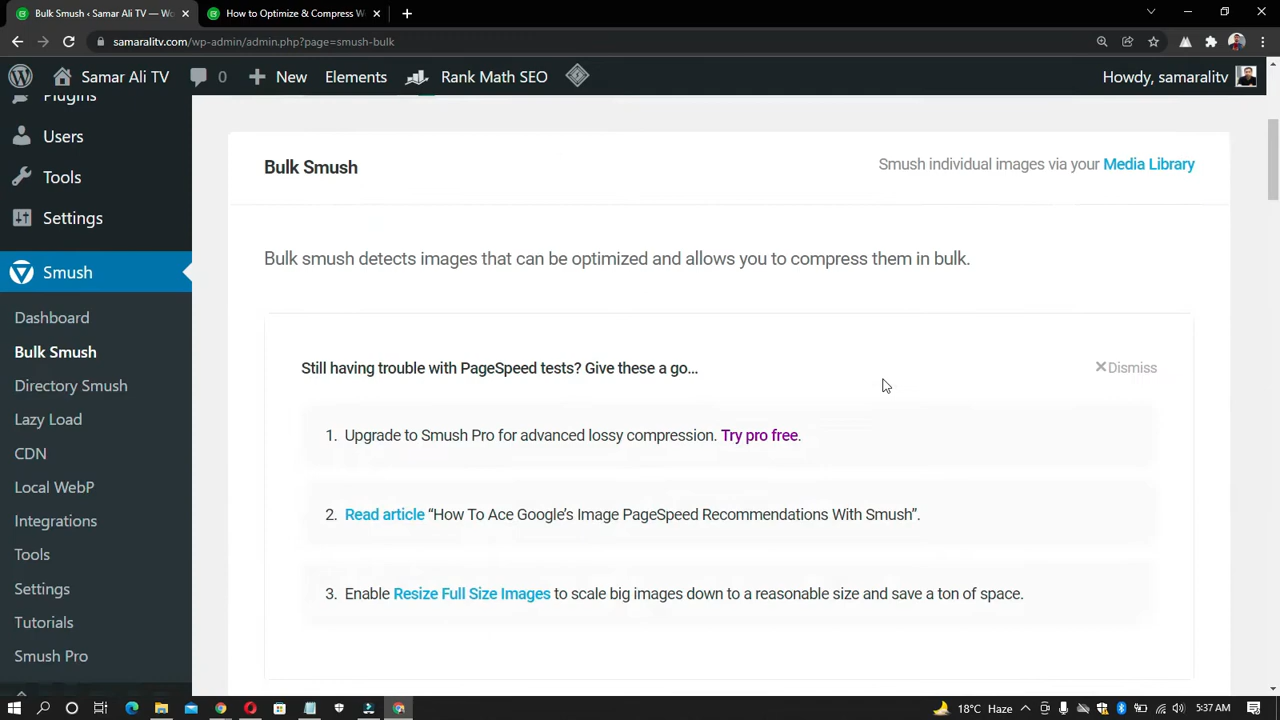 Bulk Smush ‹ Samar Ali TV — Wo
How to Optimize & Compress W
samaralitv.com/wp-admin/admin.php?page=smush-bulk
Samar Ali TV
0
New
Elements
Rank Math SEO
Howdy, samaralitv
Plugins
Users
Tools
Settings
Smush
Dashboard
Bulk Smush
Directory Smush
Lazy Load
CDN
Local WebP
Integrations
Tools
Settings
Tutorials
Smush Pro
Bulk Smush
Smush individual images via your Media Library
Bulk smush detects images that can be optimized and allows you to compress them in bulk.
Still having trouble with PageSpeed tests? Give these a go...
Dismiss
1. Upgrade to Smush Pro for advanced lossy compression. Try pro free.
2. Read article “How To Ace Google’s Image PageSpeed Recommendations With Smush”.
3. Enable Resize Full Size Images to scale big images down to a reasonable size and save a ton of space.
18°C Haze
5:37 AM